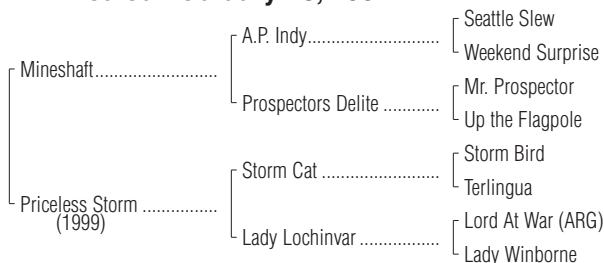 Seattle Slew
A.P. Indy
Weekend Surprise
Mineshaft
Mr. Prospector
Prospectors Delite
Up the Flagpole
Storm Bird
Storm Cat
Terlingua
Priceless Storm
(1999)
Lord At War (ARG)
Lady Lochinvar
Lady Winborne